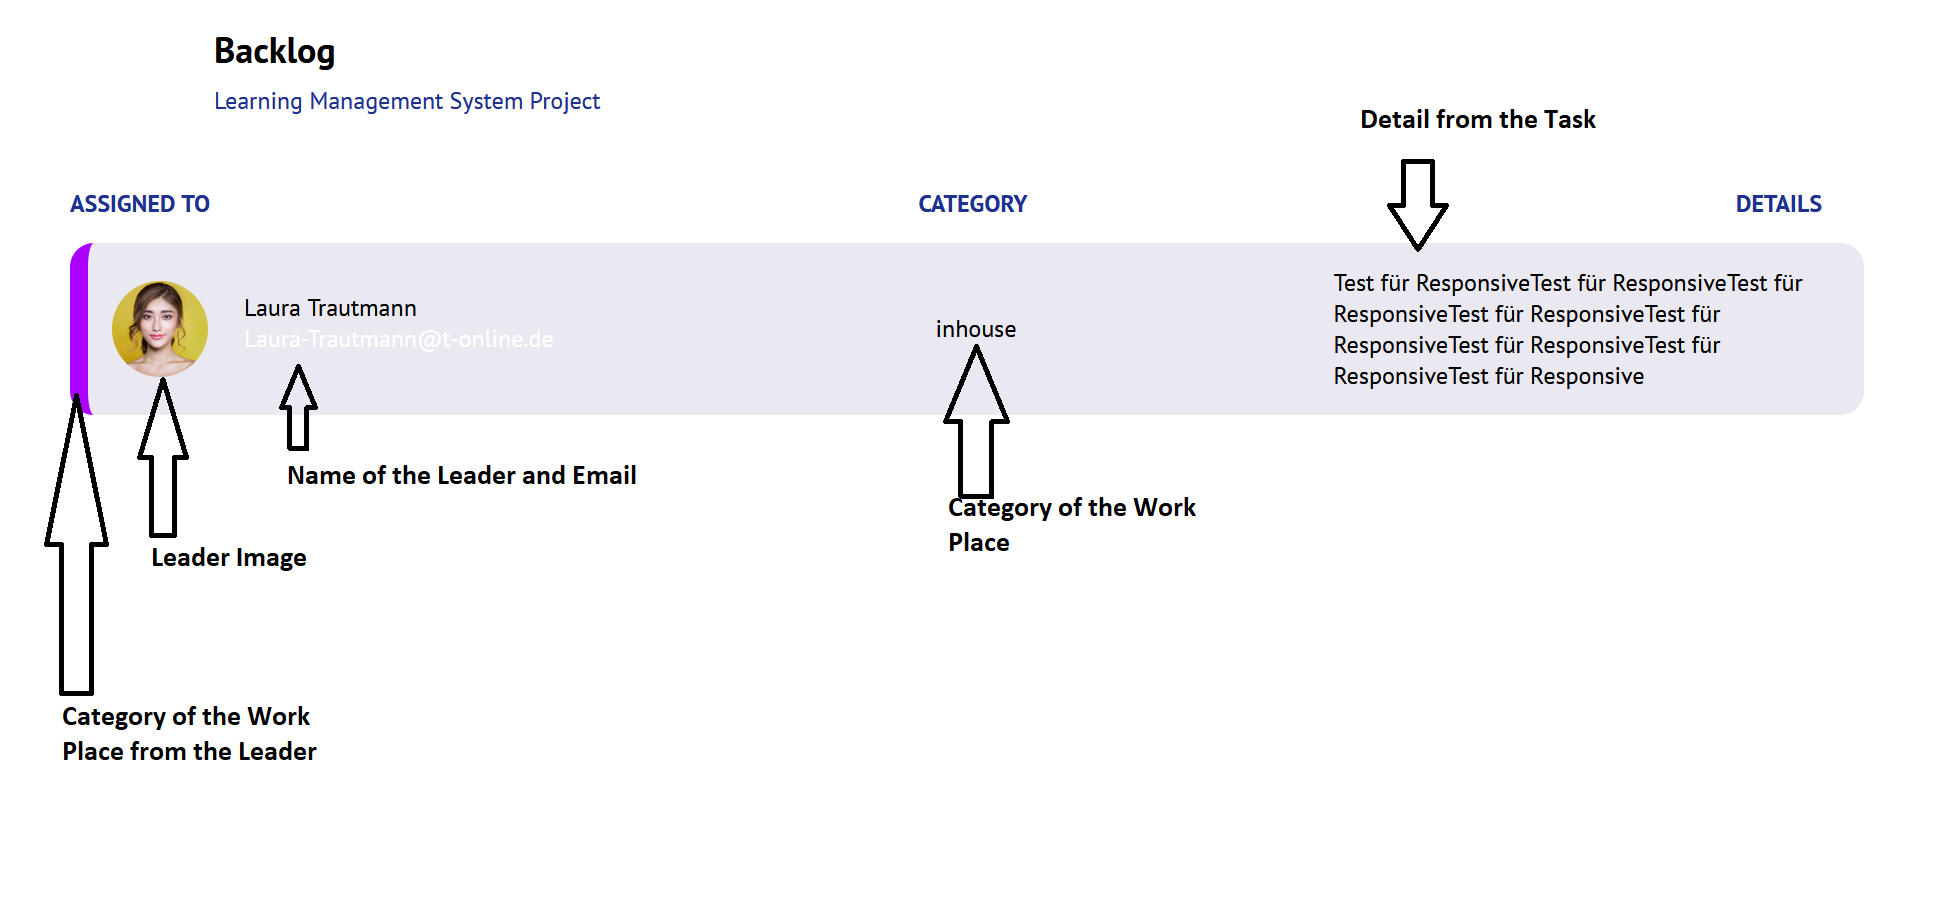 Backlog
Learning Management System Project
Detail from the Task
ASSIGNED TO
CATEGORY
DETAILS
Laura Trautmann
Laura-Trautmann@t-online.de
inhouse
Test für ResponsiveTest für ResponsiveTest für
ResponsiveTest für ResponsiveTest für
ResponsiveTest für ResponsiveTest für
ResponsiveTest für Responsive
Name of the Leader and Email
Category of the Work
Place
Leader Image
Category of the Work
Place from the Leader